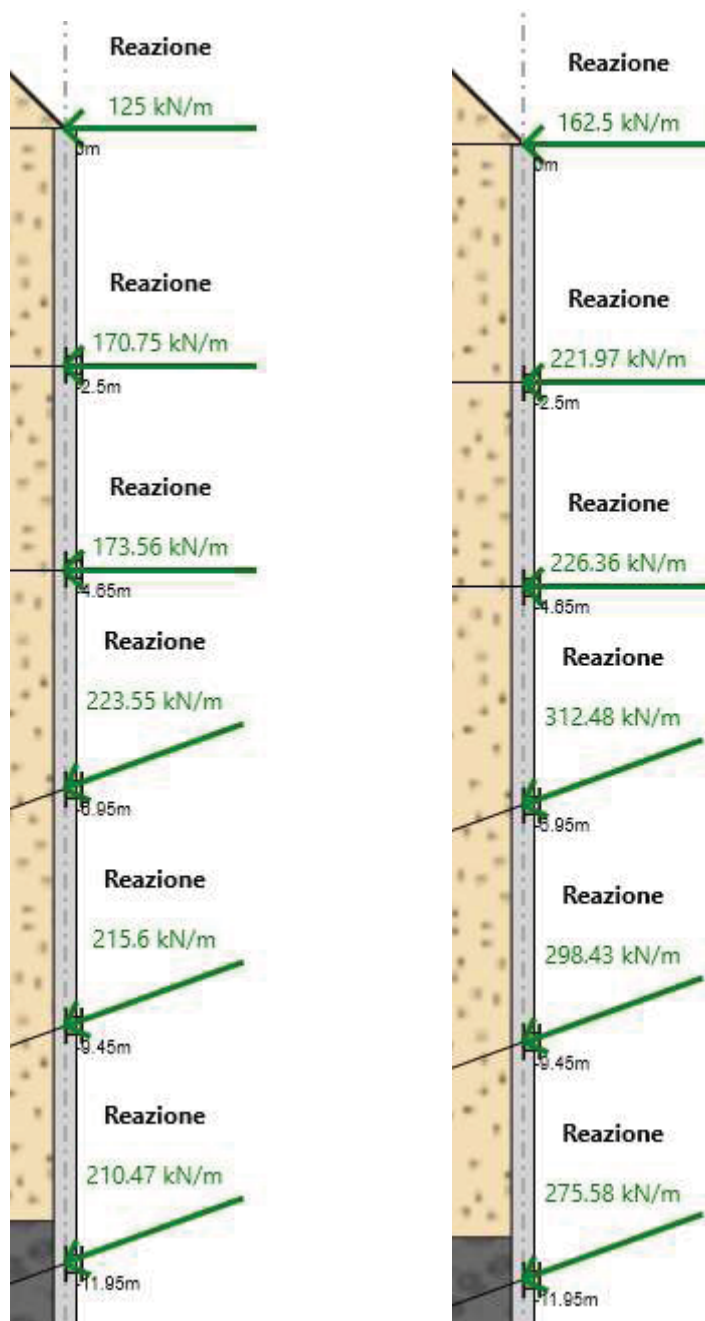 Reazione
125 kN/m
0m
Reazione
170.75 kN/m
-2.5m
Reazione
173.56 kN/m
-4.65m
Reazione
223.55 kN/m
-6.95m
Reazione
215.6 kN/m
-9.45m
Reazione
210.47 kN/m
-11.95m
Reazione
162.5 kN/m
0m
Reazione
221.97 kN/m
-2.5m
Reazione
226.36 kN/m
-4.65m
Reazione
312.48 kN/m
-6.95m
Reazione
298.43 kN/m
-9.45m
Reazione
275.58 kN/m
-11.95m